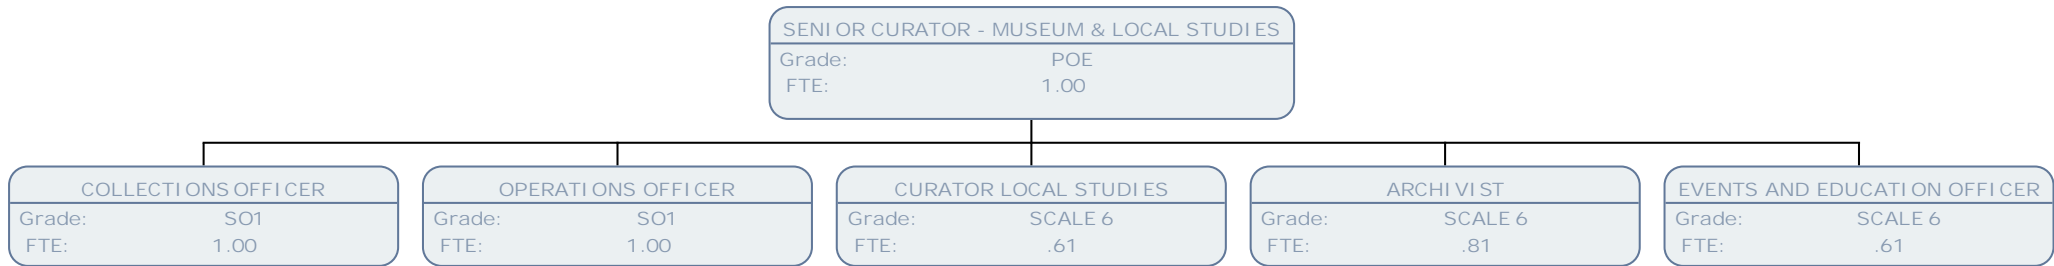 SENIOR CURATOR - MUSEUM & LOCAL STUDIES
Grade: POE
FTE: 1.00
COLLECTIONS OFFICER
Grade: SO1
FTE: 1.00
OPERATIONS OFFICER
Grade: SO1
FTE: 1.00
CURATOR LOCAL STUDIES
Grade: SCALE 6
FTE: .61
ARCHIVIST
Grade: SCALE 6
FTE: .81
EVENTS AND EDUCATION OFFICER
Grade: SCALE 6
FTE: .61